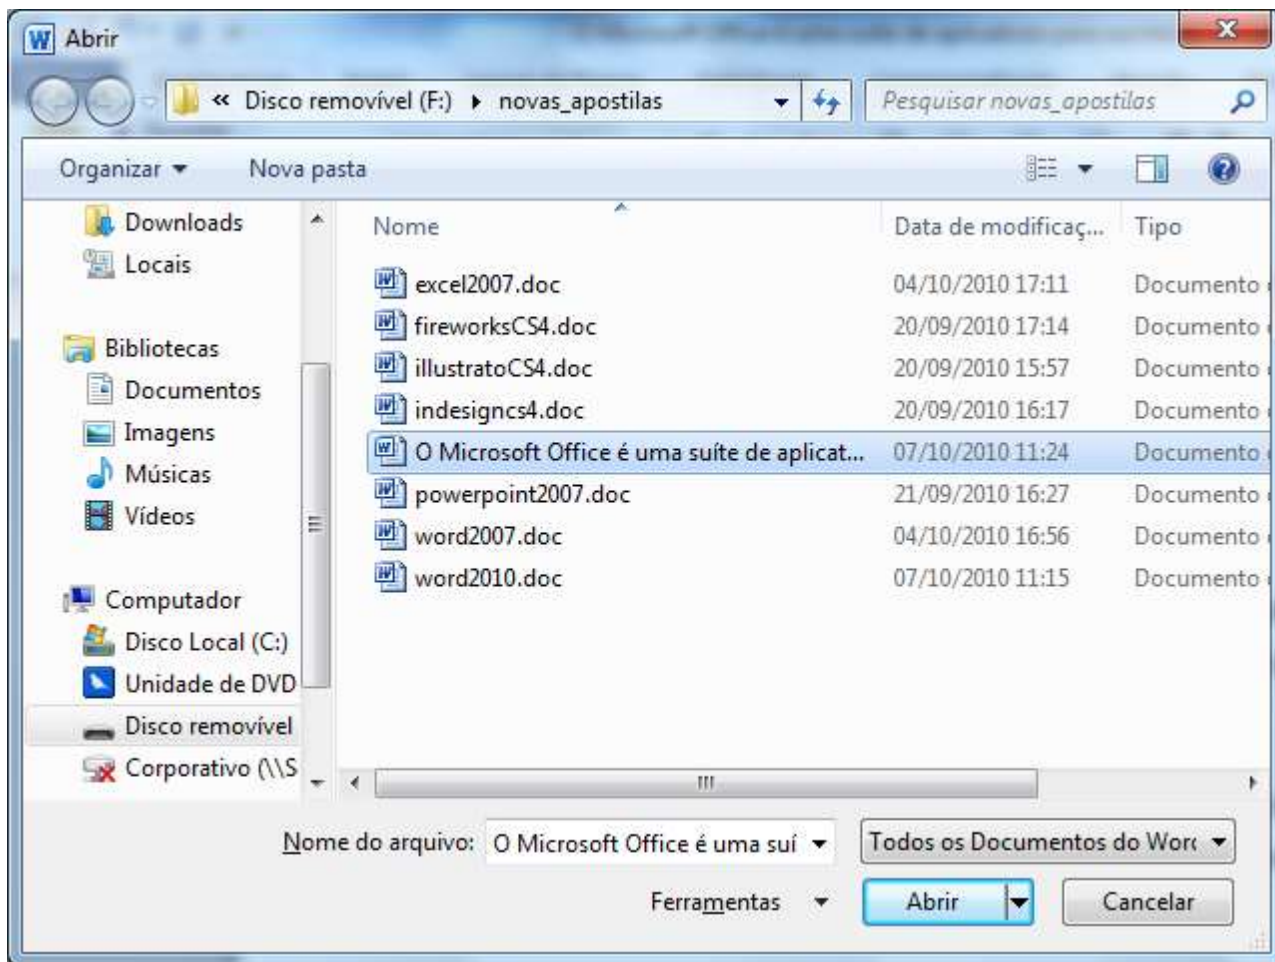 Abrir
« Disco removível (F:) novas_apostilas
Pesquisar novas_apostilas
Organizar
Nova pasta
Downloads
Locais
Bibliotecas
Documentos
Imagens
Músicas
Vídeos
Computador
Disco Local (C:)
Unidade de DVD
Disco removível
Corporativo (\\S
Nome Data de modificaç... Tipo
excel2007.doc 04/10/2010 17:11 Documento
fireworksCS4.doc 20/09/2010 17:14 Documento
illustratoCS4.doc 20/09/2010 15:57 Documento
indesigncs4.doc 20/09/2010 16:17 Documento
O Microsoft Office é uma suíte de aplicat... 07/10/2010 11:24 Documento
powerpoint2007.doc 21/09/2010 16:27 Documento
word2007.doc 04/10/2010 16:56 Documento
word2010.doc 07/10/2010 11:15 Documento
Nome do arquivo: O Microsoft Office é uma suí
Todos os Documentos do Wor
Ferramentas
Abrir
Cancelar